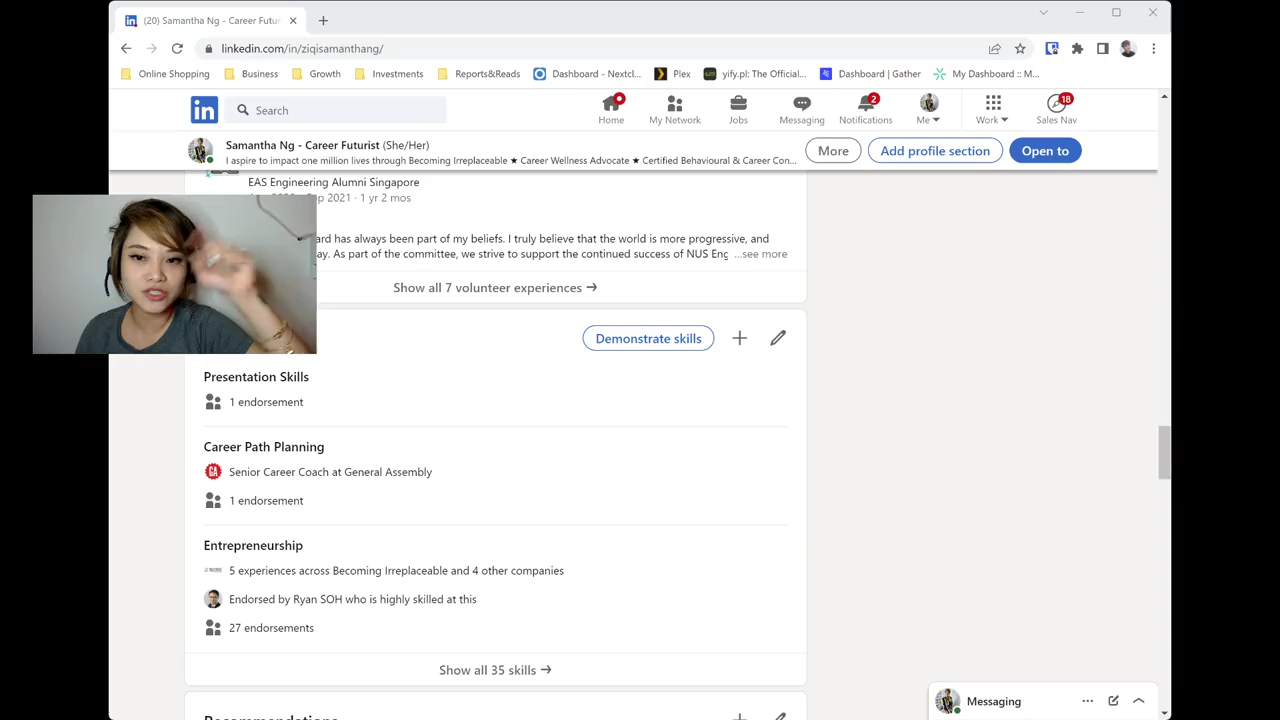 (20) Samantha Ng - Career Futur
linkedin.com/in/ziqisamanthang/
Online Shopping
Business
Growth
Investments
Reports&Reads
Dashboard - Nextcl...
Plex
yify.pl: The Official...
Dashboard | Gather
My Dashboard :: M...
in
Search
Home
My Network
Jobs
Messaging
2
Notifications
Me
Work
18
Sales Nav
Samantha Ng - Career Futurist (She/Her)
I aspire to impact one million lives through Becoming Irreplaceable ★ Career Wellness Advocate ★ Certified Behavioural & Career Con...
More
Add profile section
Open to
EAS Engineering Alumni Singapore
2021 · 1 yr 2 mos
has always been part of my beliefs. I truly believe that the world is more progressive, and
As part of the committee, we strive to support the continued success of NUS Eng ...see more
Show all 7 volunteer experiences →
Demonstrate skills
Presentation Skills
1 endorsement
Career Path Planning
GA
Senior Career Coach at General Assembly
1 endorsement
Entrepreneurship
5 experiences across Becoming Irreplaceable and 4 other companies
Endorsed by Ryan SOH who is highly skilled at this
27 endorsements
Show all 35 skills →
Recommendations
Messaging